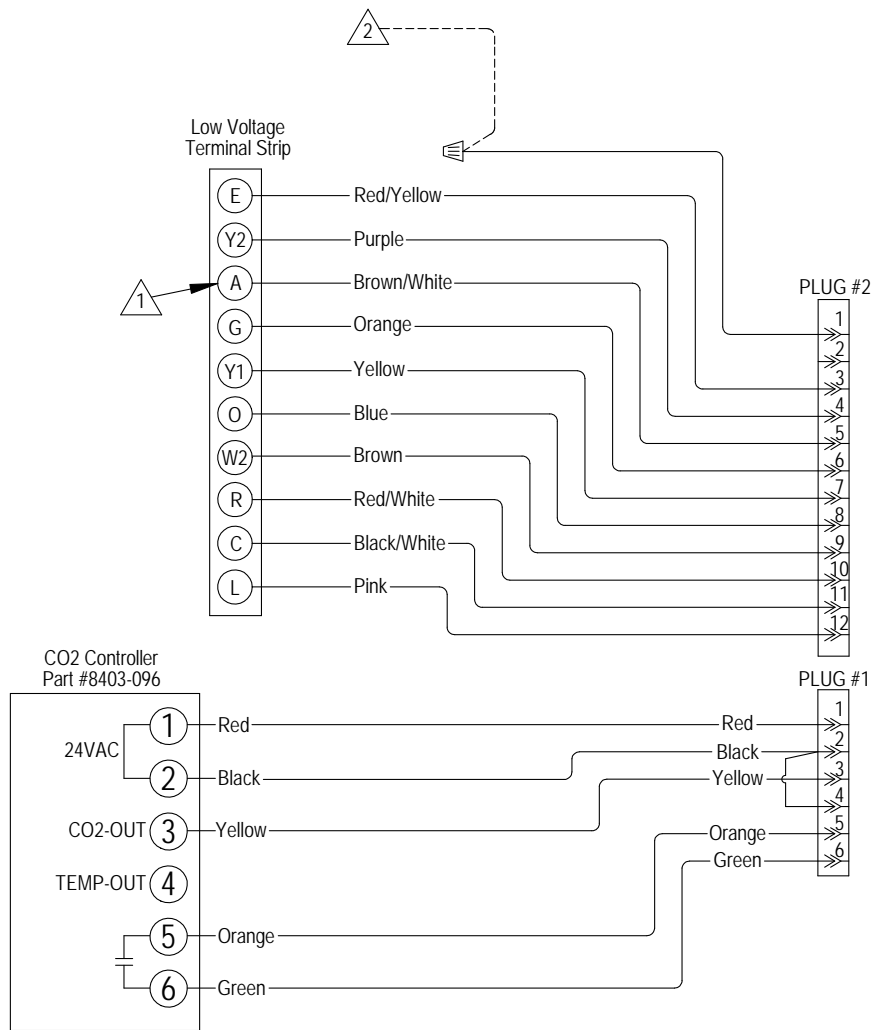 2
Low Voltage
Terminal Strip
E Red/Yellow
Y2 Purple
A Brown/White
1
G Orange
Y1 Yellow
O Blue
W2 Brown
R Red/White
C Black/White
L Pink
PLUG #2
1
2
3
4
5
6
7
8
9
10
11
12
CO2 Controller
Part #8403-096
24VAC
1 Red
2 Black
CO2-OUT 3 Yellow
TEMP-OUT 4
5 Orange
6 Green
PLUG #1
Red 1
Black 2
Yellow 3
4
Orange 5
Green 6